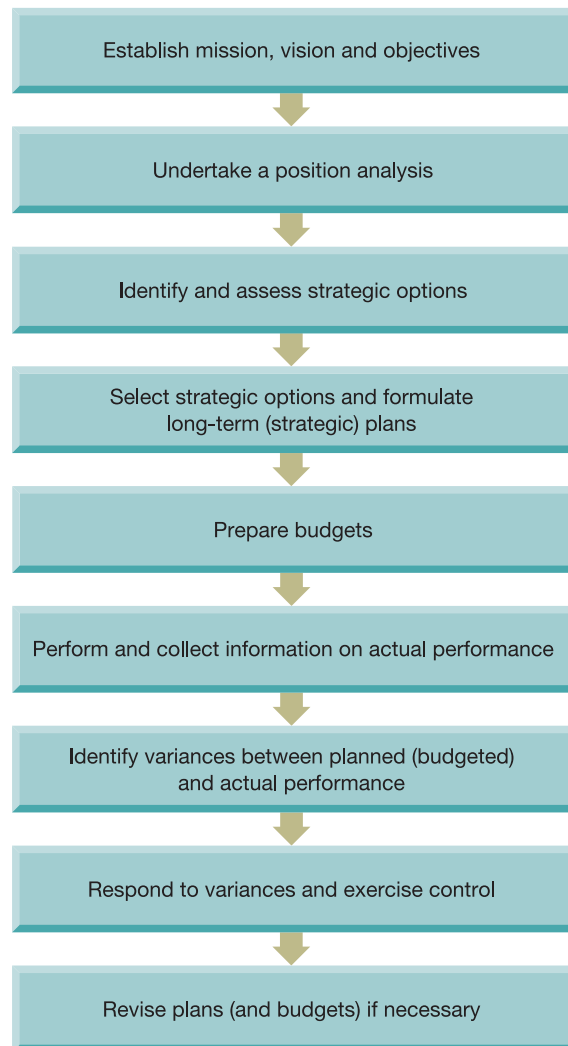 Establish mission, vision and objectives
Undertake a position analysis
Identify and assess strategic options
Select strategic options and formulate
long-term (strategic) plans
Prepare budgets
Perform and collect information on actual performance
Identify variances between planned (budgeted)
and actual performance
Respond to variances and exercise control
Revise plans (and budgets) if necessary